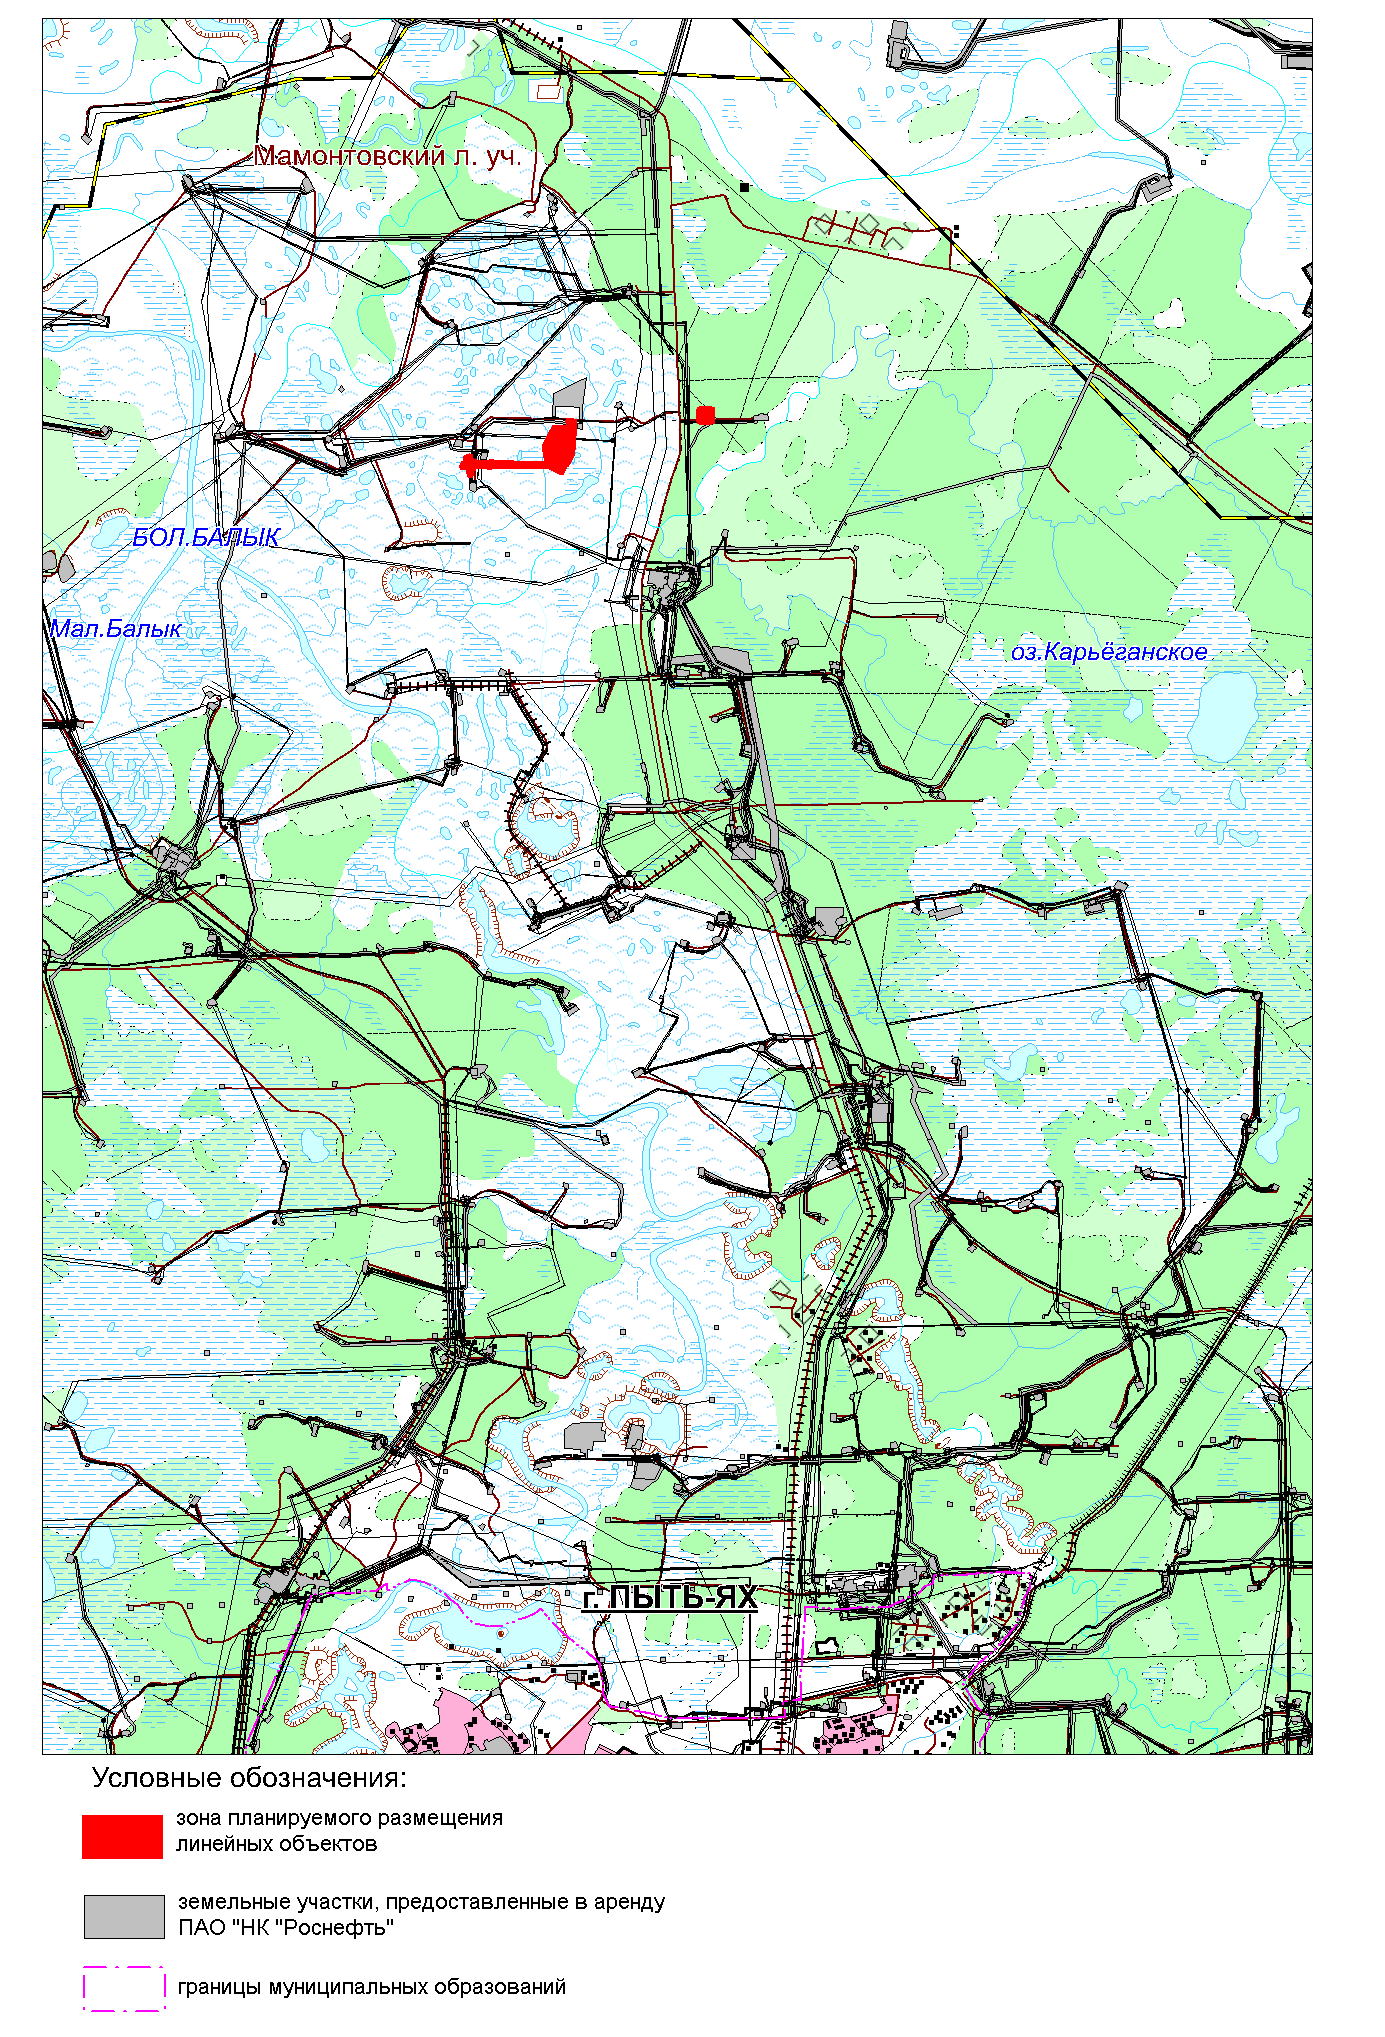 Мамонтовский л. уч.
БОЛ.БАЛЫК
Мал.Балык
оз.Карьёганское
г. ПЫТЬ-ЯХ
Условные обозначения:
зона планируемого размещения
линейных объектов
земельные участки, предоставленные в аренду
ПАО "НК "Роснефть"
границы муниципальных образований